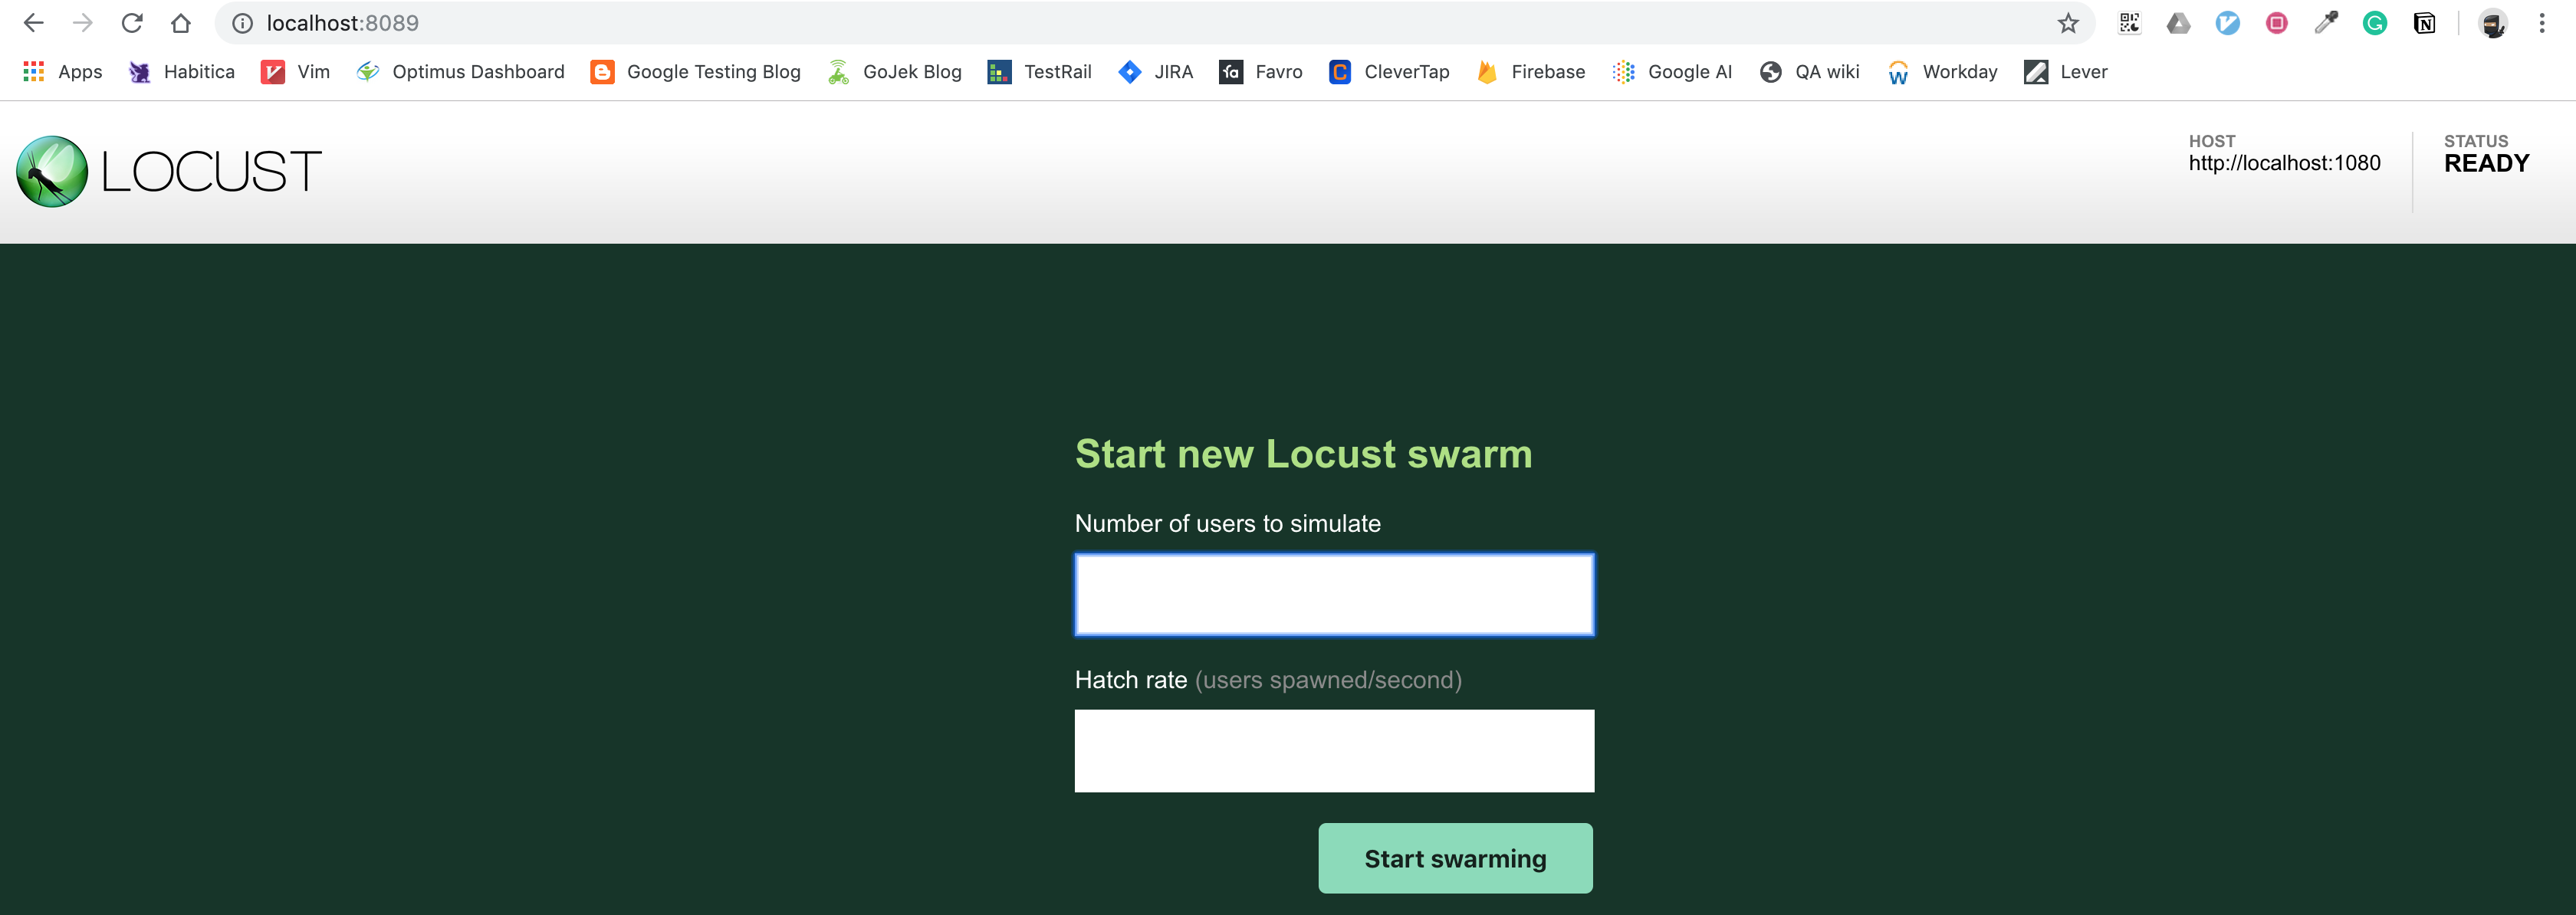 localhost:8089
Apps Habitica Vim Optimus Dashboard Google Testing Blog GoJek Blog TestRail JIRA Favro CleverTap Firebase Google AI QA wiki Workday Lever
LOCUST
HOST
http://localhost:1080
STATUS
READY
Start new Locust swarm
Number of users to simulate
Hatch rate (users spawned/second)
Start swarming